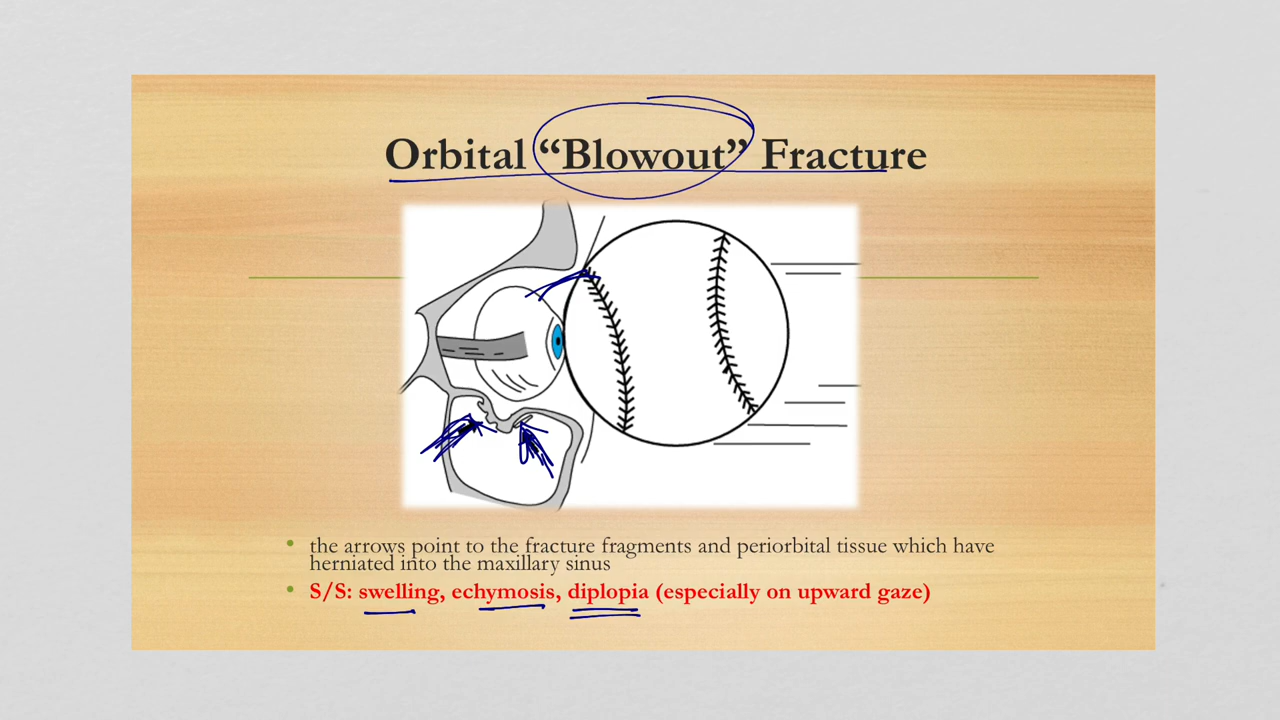 Orbital “Blowout” Fracture
the arrows point to the fracture fragments and periorbital tissue which have
herniated into the maxillary sinus
S/S: swelling, echymosis, diplopia (especially on upward gaze)